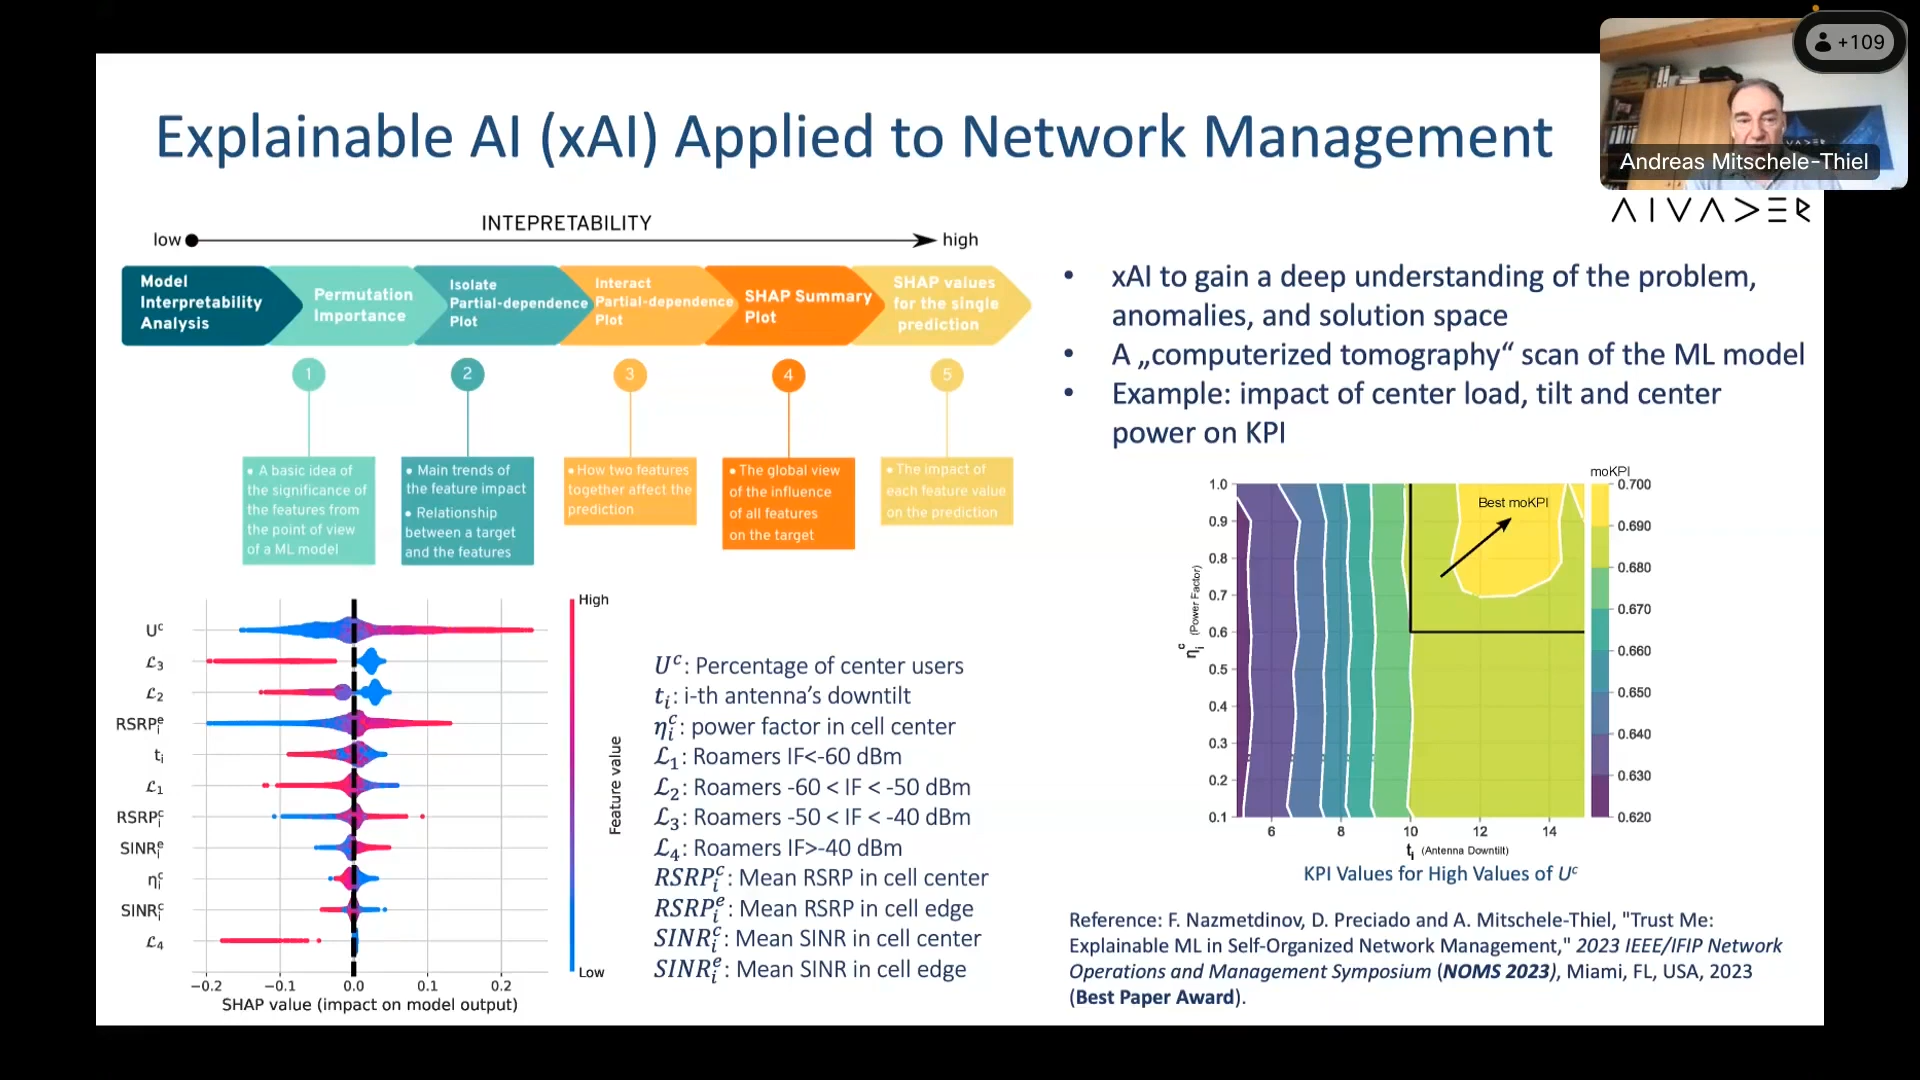 +109
Andreas Mitschele-Thiel
Explainable AI (xAI) Applied to Network Management
AIVADER
INTEPRETABILITY
low
high
Model
Interpretability
Analysis
Permutation
Importance
Isolate
Partial-dependence
Plot
Interact
Partial-dependence
Plot
SHAP Summary
Plot
SHAP values
for the single
prediction
1
2
3
4
5
• A basic idea of
the significance of
the features from
the point of view
of a ML model
• Main trends of
the feature impact
• Relationship
between a target
and the features
• How two features
together affect the
prediction
• The global view
of the influence
of all features
on the target
• The impact of
each feature value
on the prediction
• xAI to gain a deep understanding of the problem,
anomalies, and solution space
• A „computerized tomography“ scan of the ML model
• Example: impact of center load, tilt and center
power on KPI
Uᶜ
ℒ₃
ℒ₂
RSRPᵢᵉ
tᵢ
ℒ₁
RSRPᵢᶜ
SINRᵢᵉ
ηᵢᶜ
SINRᵢᶜ
ℒ₄
−0.2 −0.1 0.0 0.1 0.2
SHAP value (impact on model output)
High
Feature value
Low
Uᶜ: Percentage of center users
tᵢ: i-th antenna’s downtilt
ηᵢᶜ: power factor in cell center
ℒ₁: Roamers IF<-60 dBm
ℒ₂: Roamers -60 < IF < -50 dBm
ℒ₃: Roamers -50 < IF < -40 dBm
ℒ₄: Roamers IF>-40 dBm
RSRPᵢᶜ: Mean RSRP in cell center
RSRPᵢᵉ: Mean RSRP in cell edge
SINRᵢᶜ: Mean SINR in cell center
SINRᵢᵉ: Mean SINR in cell edge
moKPI
Best moKPI
1.0
0.9
0.8
0.7
0.6
0.5
0.4
0.3
0.2
0.1
ηᵢᶜ (Power Factor)
6 8 10 12 14
tᵢ (Antenna Downtilt)
0.700
0.690
0.680
0.670
0.660
0.650
0.640
0.630
0.620
KPI Values for High Values of Uᶜ
Reference: F. Nazmetdinov, D. Preciado and A. Mitschele-Thiel, "Trust Me:
Explainable ML in Self-Organized Network Management," 2023 IEEE/IFIP Network
Operations and Management Symposium (NOMS 2023), Miami, FL, USA, 2023
(Best Paper Award).